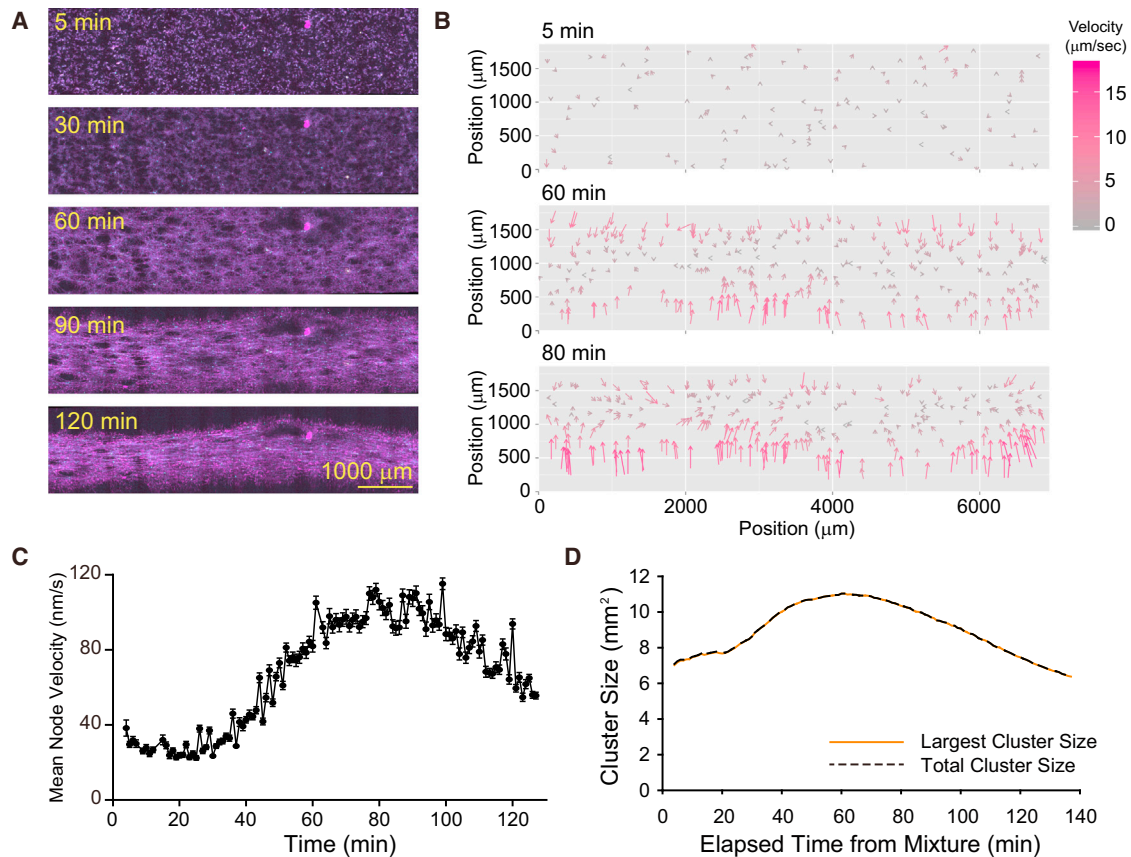 A
5 min
30 min
60 min
90 min
120 min
1000 μm
B
5 min
Position (μm)
1500
1000
500
0
60 min
Position (μm)
1500
1000
500
0
80 min
Position (μm)
1500
1000
500
0
0 2000 4000 6000
Position (μm)
Velocity
(μm/sec)
15
10
5
0
C
Mean Node Velocity (nm/s)
120
80
40
0
0 20 40 60 80 100 120
Time (min)
D
Cluster Size (mm²)
12
10
8
6
4
2
0
Largest Cluster Size
Total Cluster Size
0 20 40 60 80 100 120 140
Elapsed Time from Mixture (min)